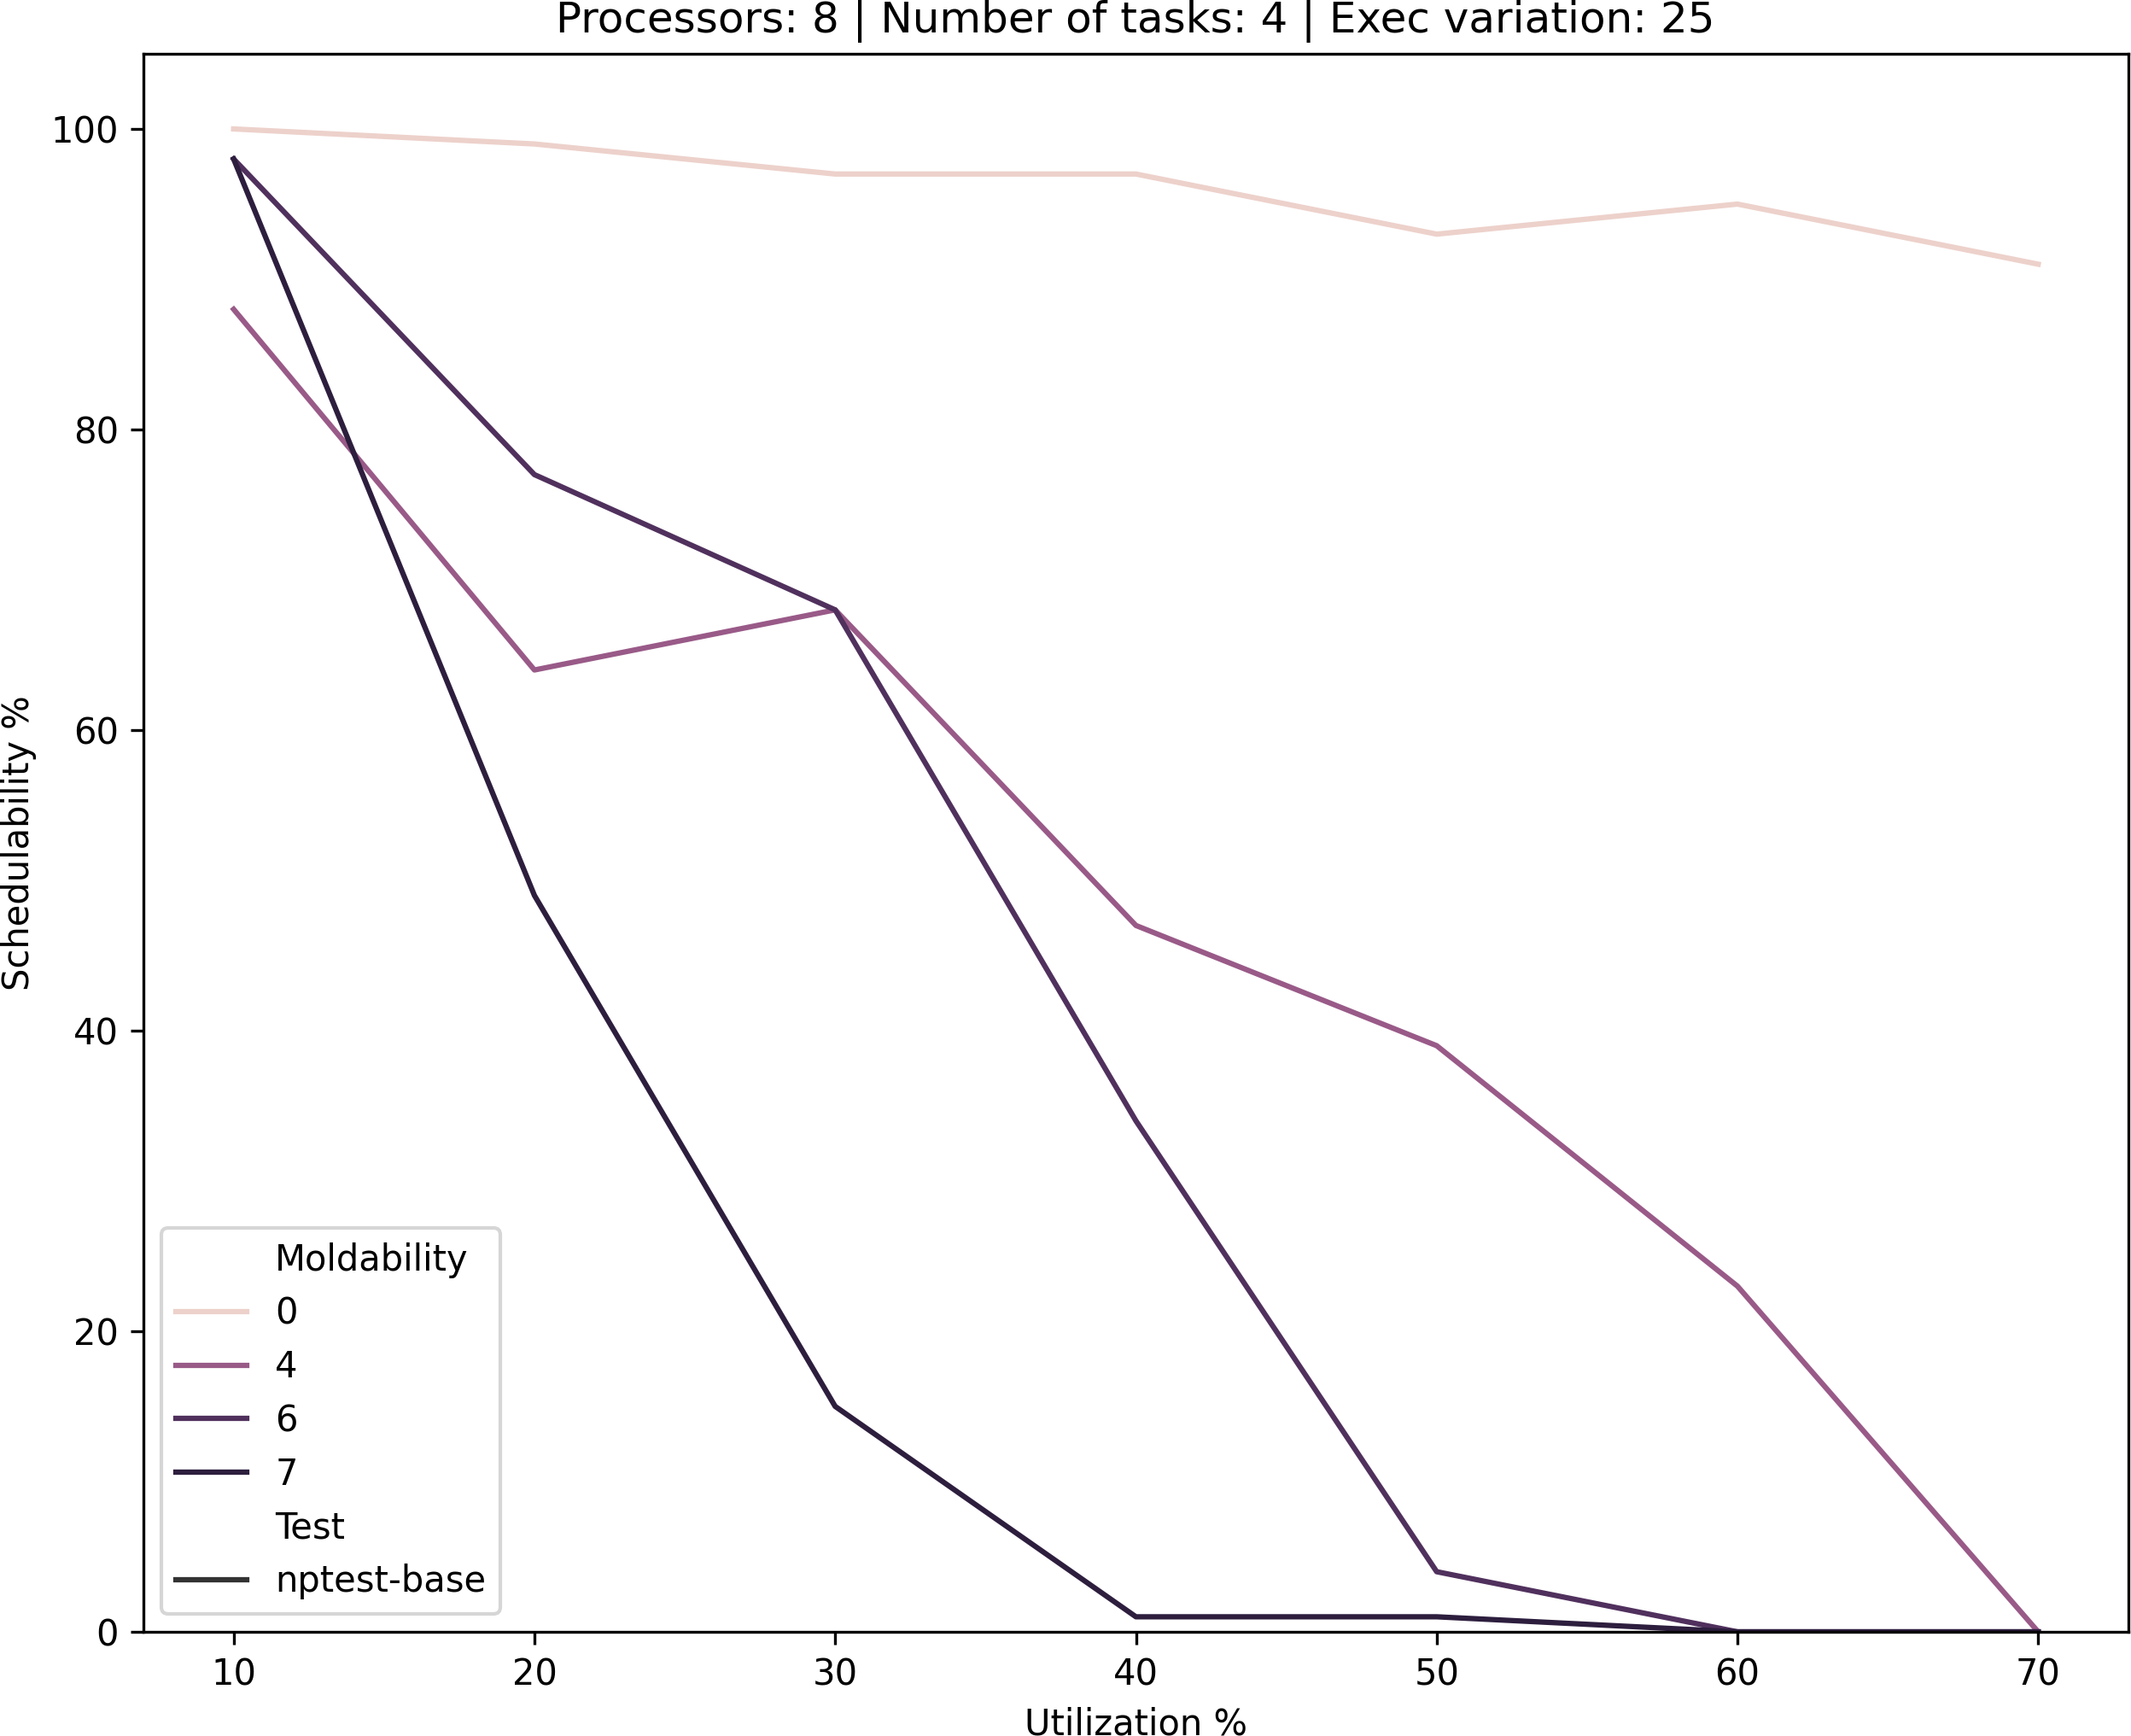 Processors: 8 | Number of tasks: 4 | Exec variation: 25
Schedulability %
100
80
60
40
20
0
Moldability
0
4
6
7
Test
nptest-base
10 20 30 40 50 60 70
Utilization %